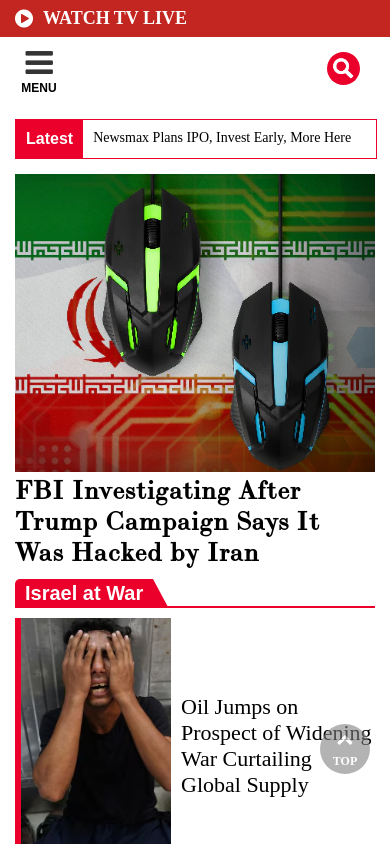 WATCH TV LIVE
MENU
Latest Newsmax Plans IPO, Invest Early, More Here
FBI Investigating After
Trump Campaign Says It
Was Hacked by Iran
Israel at War
Oil Jumps on
Prospect of Widening
War Curtailing
Global Supply
TOP